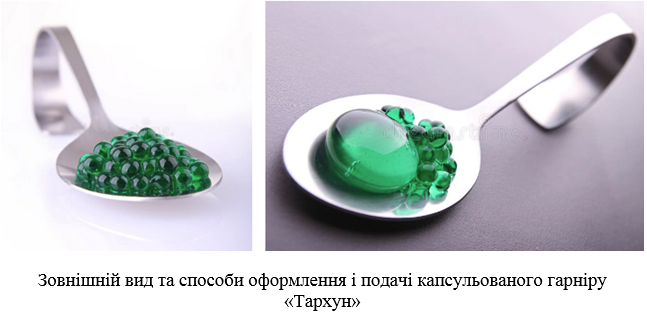 Зовнішній вид та способи оформлення і подачі капсульованого гарніру
«Тархун»